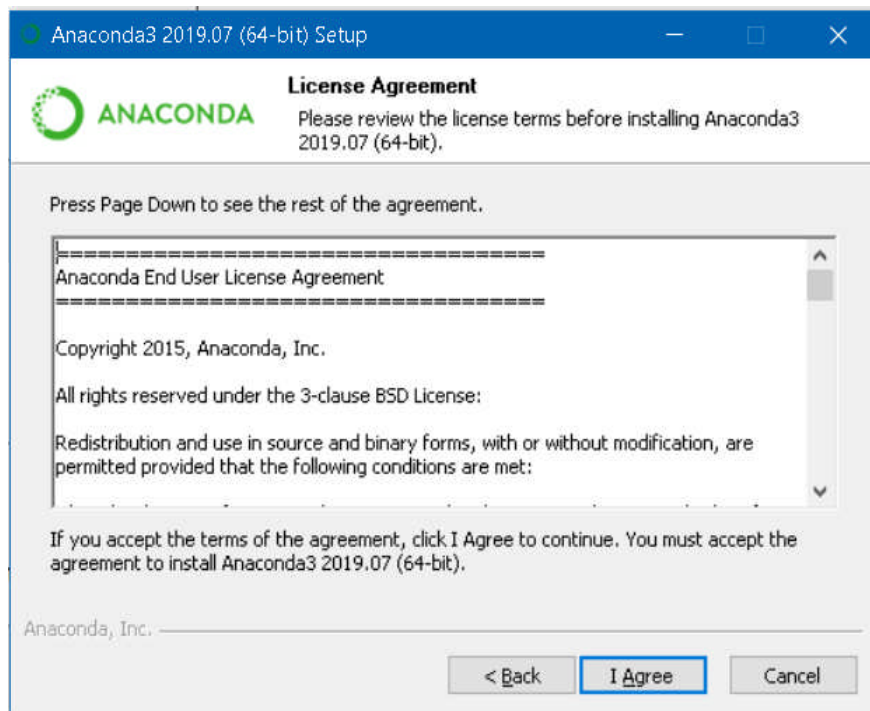 Anaconda3 2019.07 (64-bit) Setup
ANACONDA
License Agreement
Please review the license terms before installing Anaconda3
2019.07 (64-bit).
Press Page Down to see the rest of the agreement.
====================================
Anaconda End User License Agreement
====================================
Copyright 2015, Anaconda, Inc.
All rights reserved under the 3-clause BSD License:
Redistribution and use in source and binary forms, with or without modification, are
permitted provided that the following conditions are met:
If you accept the terms of the agreement, click I Agree to continue. You must accept the
agreement to install Anaconda3 2019.07 (64-bit).
Anaconda, Inc.
< Back
I Agree
Cancel